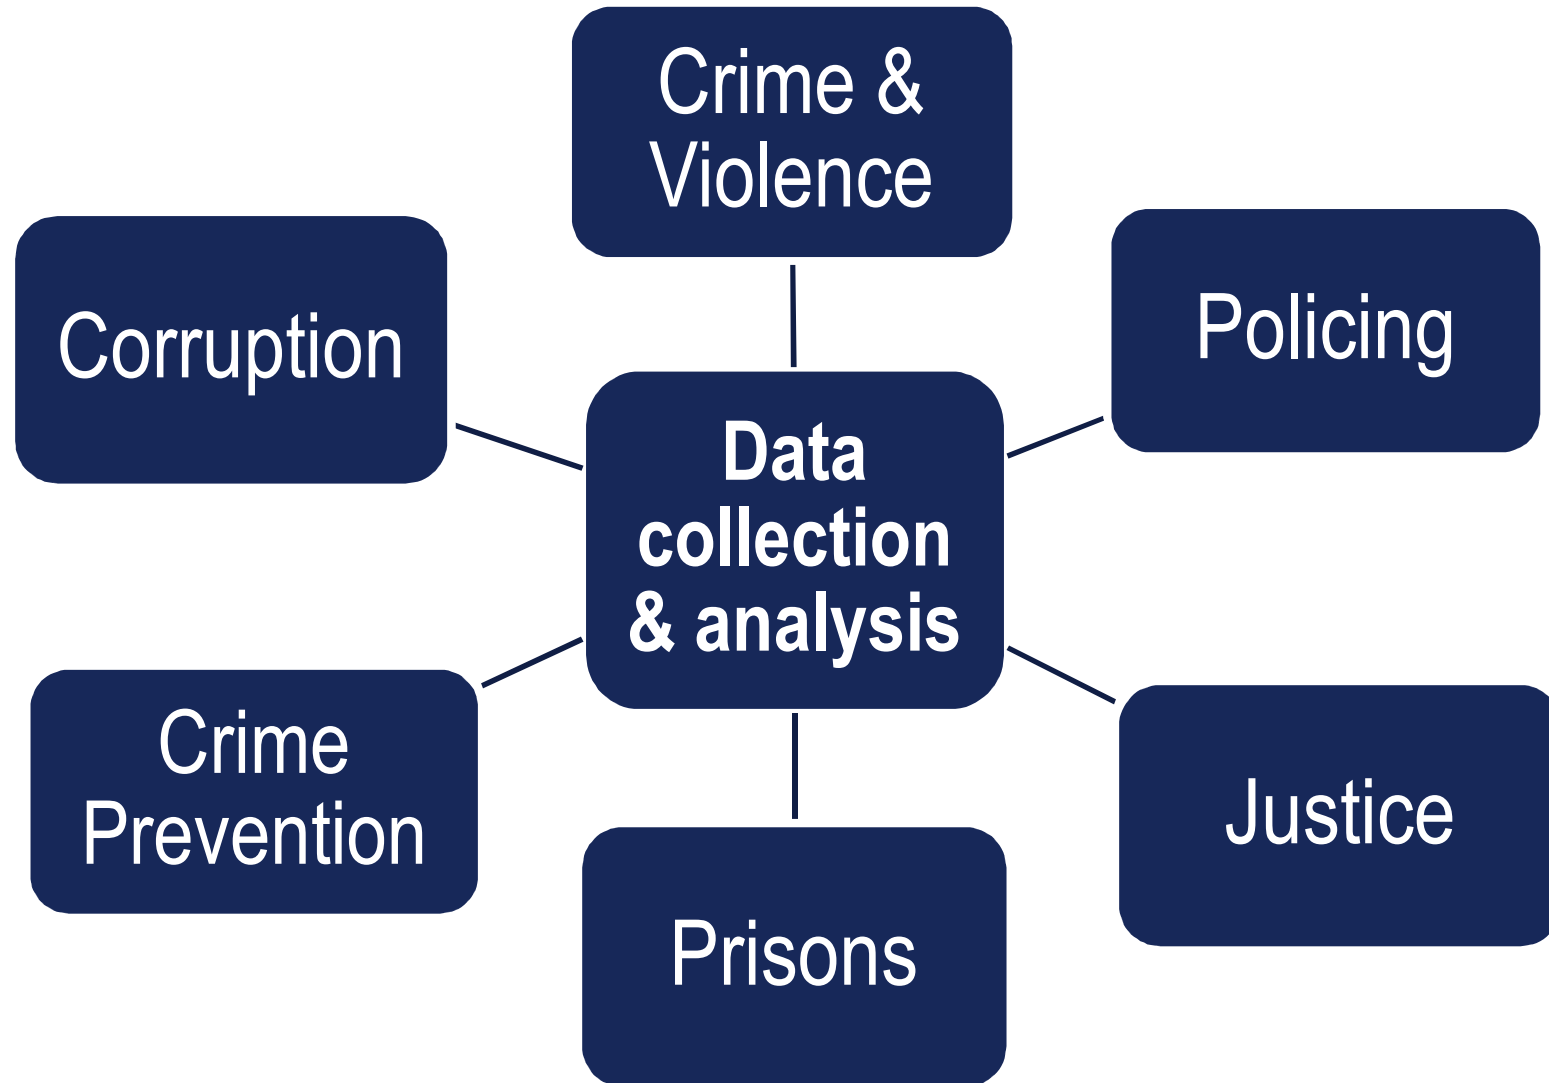 Crime &
Violence
Corruption
Policing
Data
collection
& analysis
Crime
Prevention
Justice
Prisons